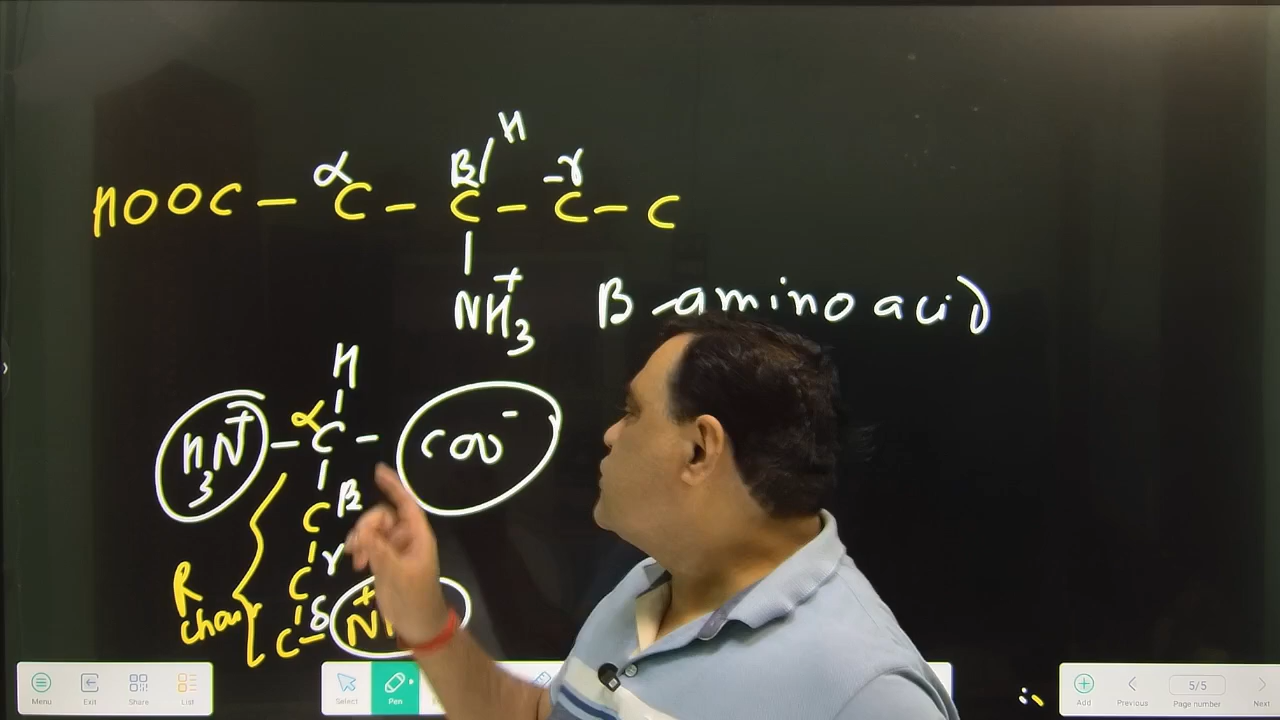 H
α β γ
HOOC - C - C - C - C
NH₃⁺
β-amino acid
H
α
H₃N⁺ - C - COO⁻
C β
C γ
R
C δ N⁺
Menu Exit Share List Select Pen Add Previous 5/5 Page number Next